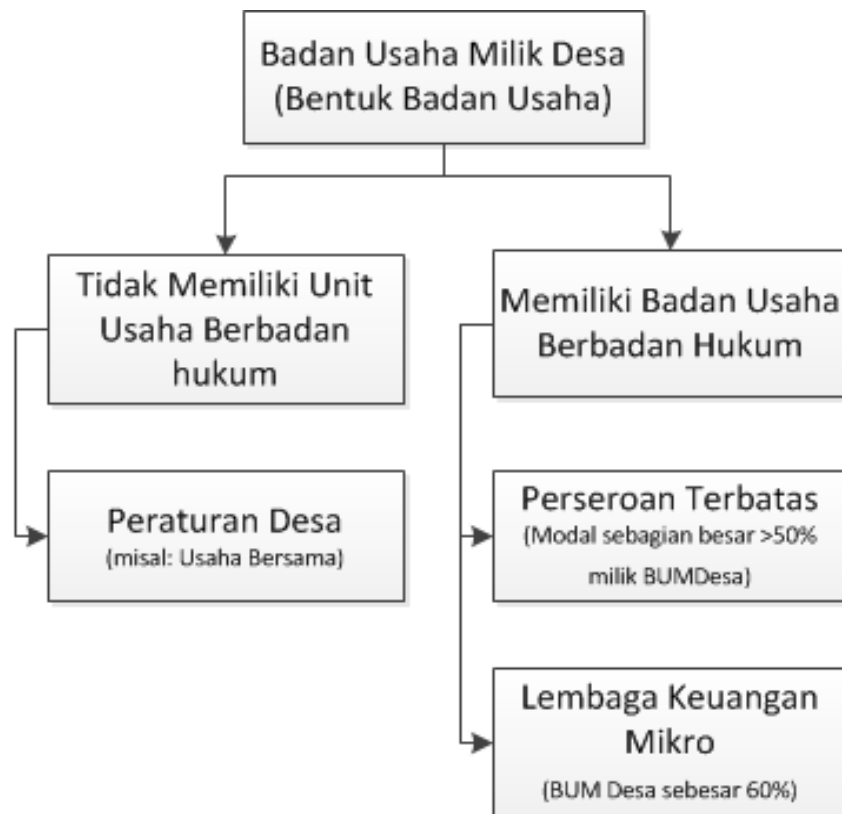 Badan Usaha Milik Desa
(Bentuk Badan Usaha)
Tidak Memiliki Unit
Usaha Berbadan
hukum
Peraturan Desa
(misal: Usaha Bersama)
Memiliki Badan Usaha
Berbadan Hukum
Perseroan Terbatas
(Modal sebagian besar >50%
milik BUMDesa)
Lembaga Keuangan
Mikro
(BUM Desa sebesar 60%)